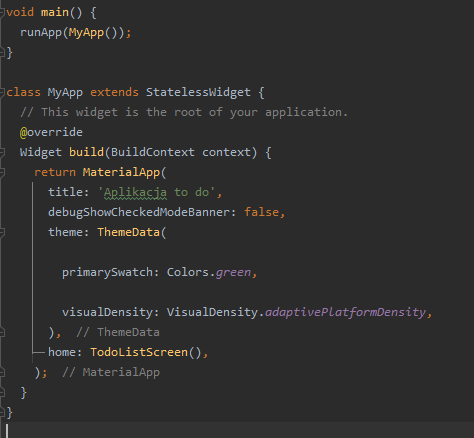 void main() {
  runApp(MyApp());
}

class MyApp extends StatelessWidget {
  // This widget is the root of your application.
  @override
  Widget build(BuildContext context) {
    return MaterialApp(
      title: 'Aplikacja to do',
      debugShowCheckedModeBanner: false,
      theme: ThemeData(

        primarySwatch: Colors.green,

        visualDensity: VisualDensity.adaptivePlatformDensity,
      ),  // ThemeData
      home: TodoListScreen(),
    );  // MaterialApp
  }
}